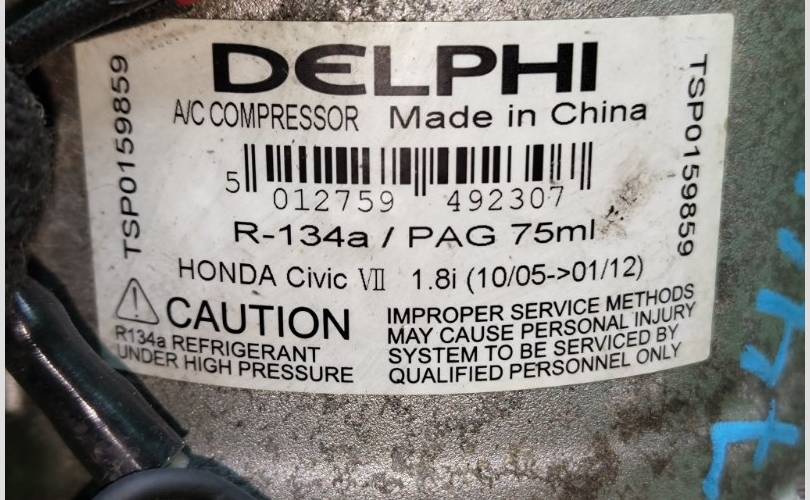 DELPHI
A/C COMPRESSOR Made in China
TSP0159859
TSP0159859
5 012759 492307
R-134a / PAG 75ml
HONDA Civic VII 1.8i (10/05->01/12)
CAUTION
R134a REFRIGERANT
UNDER HIGH PRESSURE
IMPROPER SERVICE METHODS
MAY CAUSE PERSONAL INJURY
SYSTEM TO BE SERVICED BY
QUALIFIED PERSONNEL ONLY